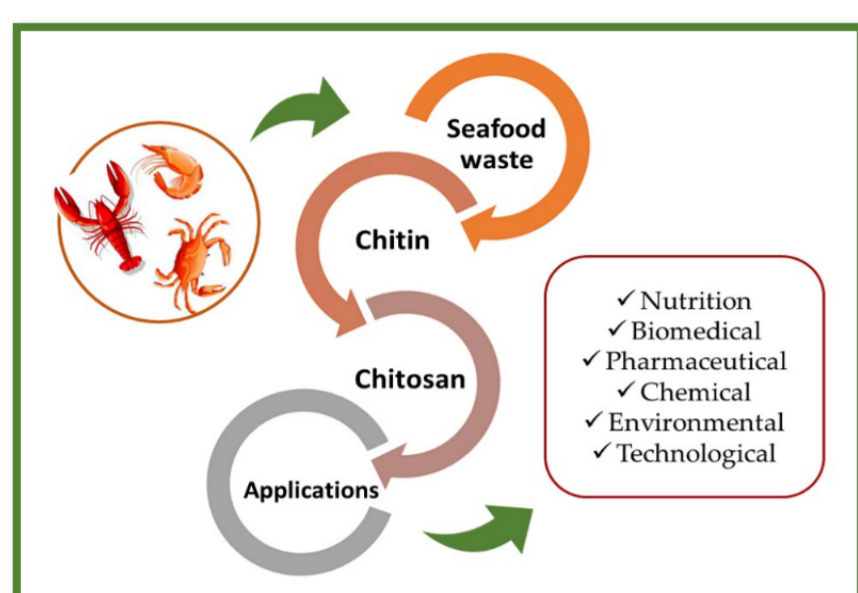 Seafood
waste
Chitin
Chitosan
Applications
✓ Nutrition
✓ Biomedical
✓ Pharmaceutical
✓ Chemical
✓ Environmental
✓ Technological